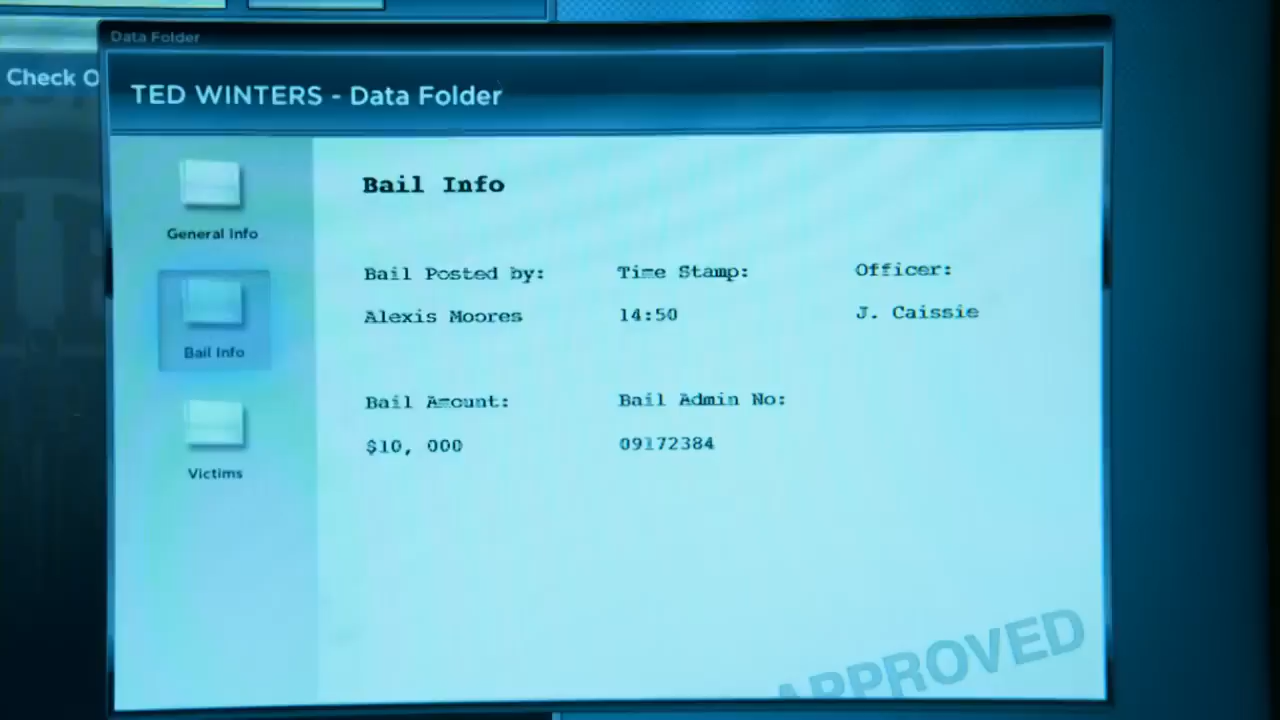 Data Folder
Check O
TED WINTERS - Data Folder
General Info
Bail Info
Victims
Bail Info
Bail Posted by: Time Stamp: Officer:
Alexis Moores 14:50 J. Caissie
Bail Amount: Bail Admin No:
$10, 000 09172384
APPROVED